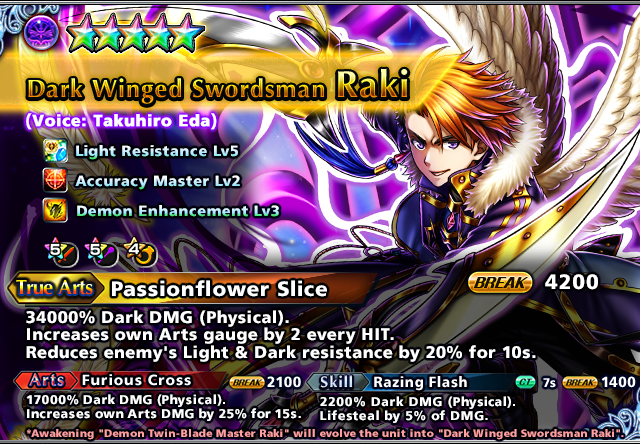 Dark Winged Swordsman Raki
(Voice: Takuhiro Eda)
Light Resistance Lv5
Accuracy Master Lv2
Demon Enhancement Lv3
5 5 4
True Arts Passionflower Slice BREAK 4200
34000% Dark DMG (Physical).
Increases own Arts gauge by 2 every HIT.
Reduces enemy's Light & Dark resistance by 20% for 10s.
Arts Furious Cross BREAK 2100
17000% Dark DMG (Physical).
Increases own Arts DMG by 25% for 15s.
Skill Razing Flash CT 7s BREAK 1400
2200% Dark DMG (Physical).
Lifesteal by 5% of DMG.
*Awakening "Demon Twin-Blade Master Raki" will evolve the unit into "Dark Winged Swordsman Raki".